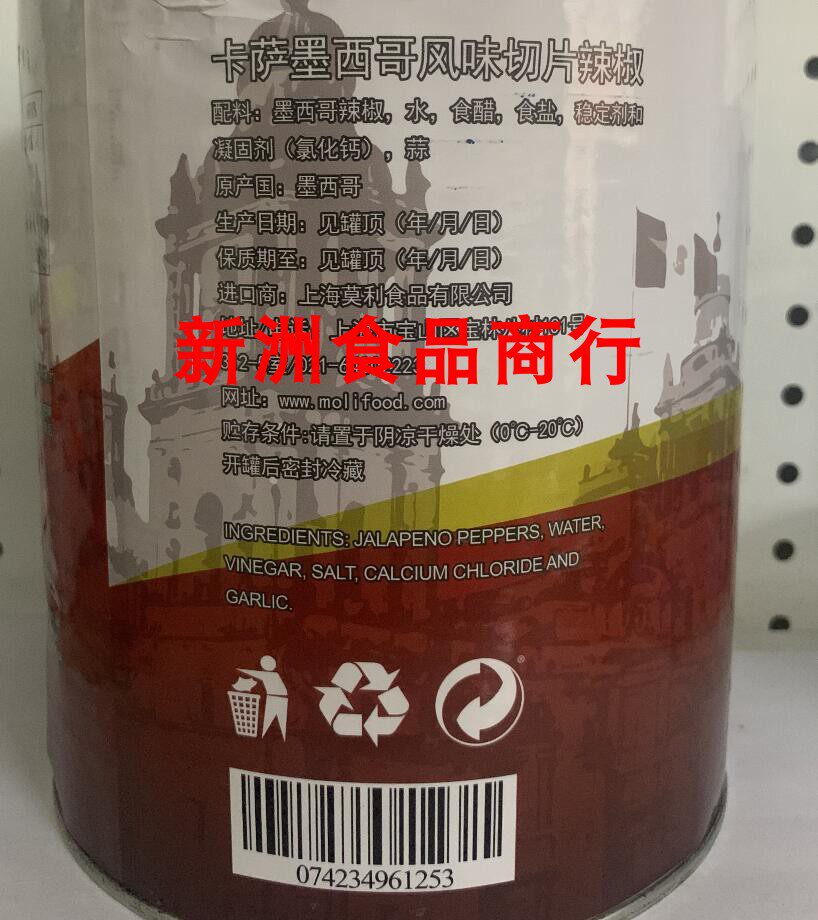 卡萨墨西哥风味切片辣椒
配料：墨西哥辣椒，水，食醋，食盐，稳定剂和
凝固剂（氯化钙），蒜
原产国：墨西哥
生产日期：见罐顶（年/月/日）
保质期至：见罐顶（年/月/日）
进口商：上海莫利食品有限公司
新洲食品商行
网址：www.molifood.com
贮存条件:请置于阴凉干燥处（0℃-20℃）
开罐后密封冷藏
INGREDIENTS: JALAPENO PEPPERS, WATER,
VINEGAR, SALT, CALCIUM CHLORIDE AND
GARLIC.
074234961253